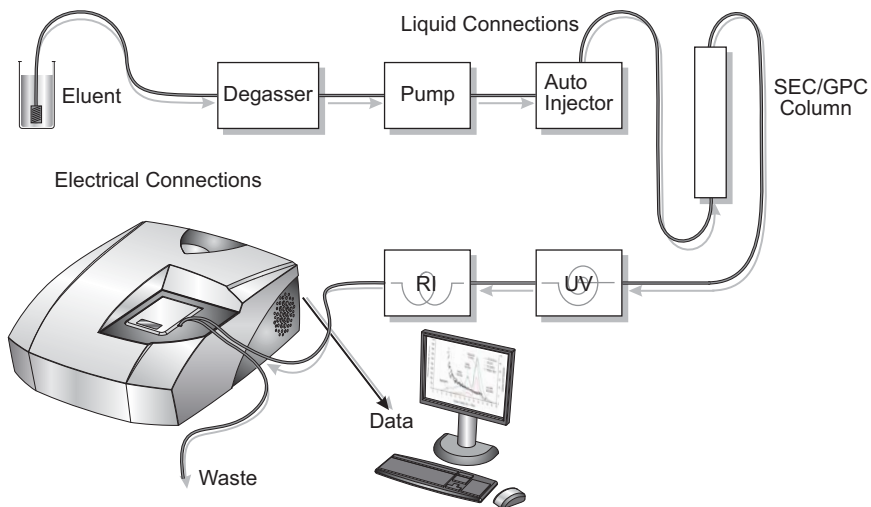 Liquid Connections
Eluent
Degasser
Pump
Auto
Injector
SEC/GPC
Column
Electrical Connections
RI
UV
Data
Waste